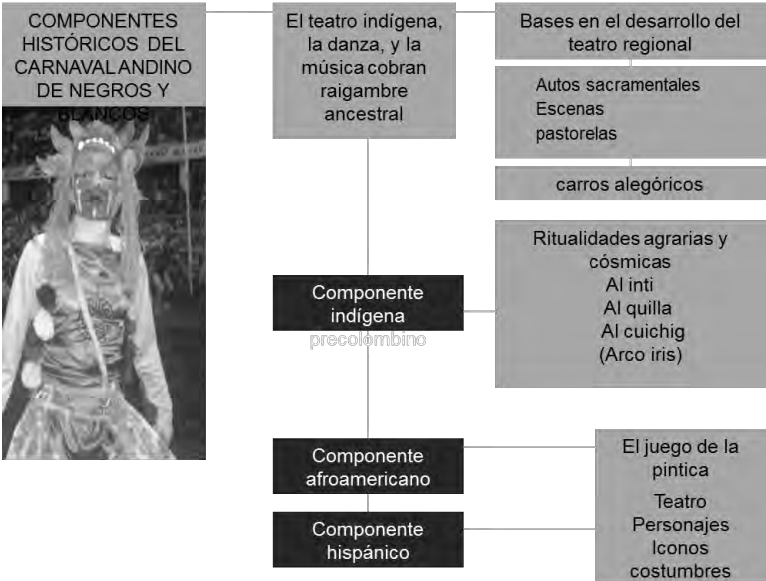 COMPONENTES
HISTÓRICOS DEL
CARNAVAL ANDINO
DE NEGROS Y
BLANCOS
El teatro indígena,
la danza, y la
música cobran
raigambre
ancestral
Bases en el desarrollo del
teatro regional
Autos sacramentales
Escenas
pastorelas
carros alegóricos
Componente
indígena
precolombino
Ritualidades agrarias y
cósmicas
Al inti
Al quilla
Al cuichig
(Arco iris)
Componente
afroamericano
El juego de la
pintica
Componente
hispánico
Teatro
Personajes
Iconos
costumbres